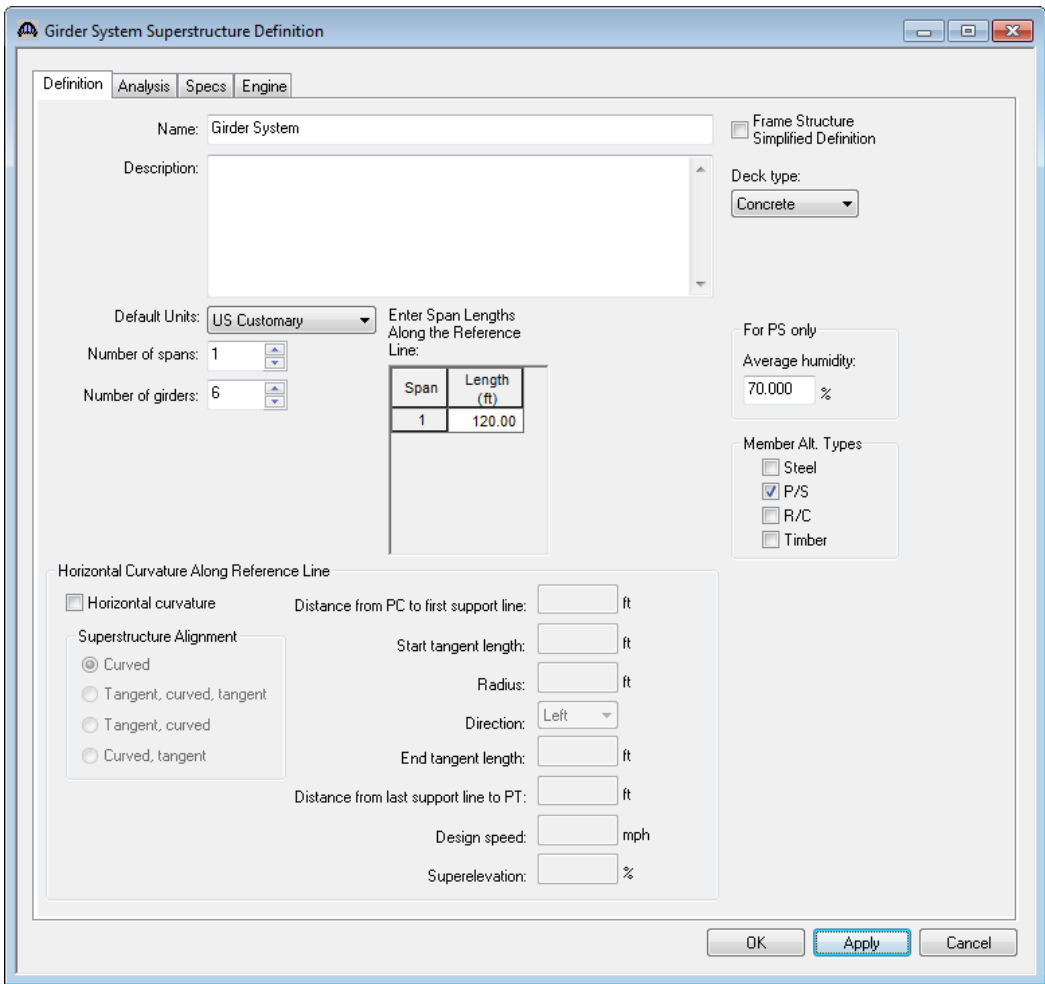 Girder System Superstructure Definition
Definition Analysis Specs Engine
Name: Girder System
Frame Structure
Simplified Definition
Description:
Deck type:
Concrete
Default Units: US Customary
Number of spans: 1
Number of girders: 6
Enter Span Lengths
Along the Reference
Line:
Span Length
(ft)
1 120.00
For PS only
Average humidity:
70.000 %
Member Alt. Types
Steel
P/S
R/C
Timber
Horizontal Curvature Along Reference Line
Horizontal curvature
Superstructure Alignment
Curved
Tangent, curved, tangent
Tangent, curved
Curved, tangent
Distance from PC to first support line: ft
Start tangent length: ft
Radius: ft
Direction: Left
End tangent length: ft
Distance from last support line to PT: ft
Design speed: mph
Superelevation: %
OK Apply Cancel